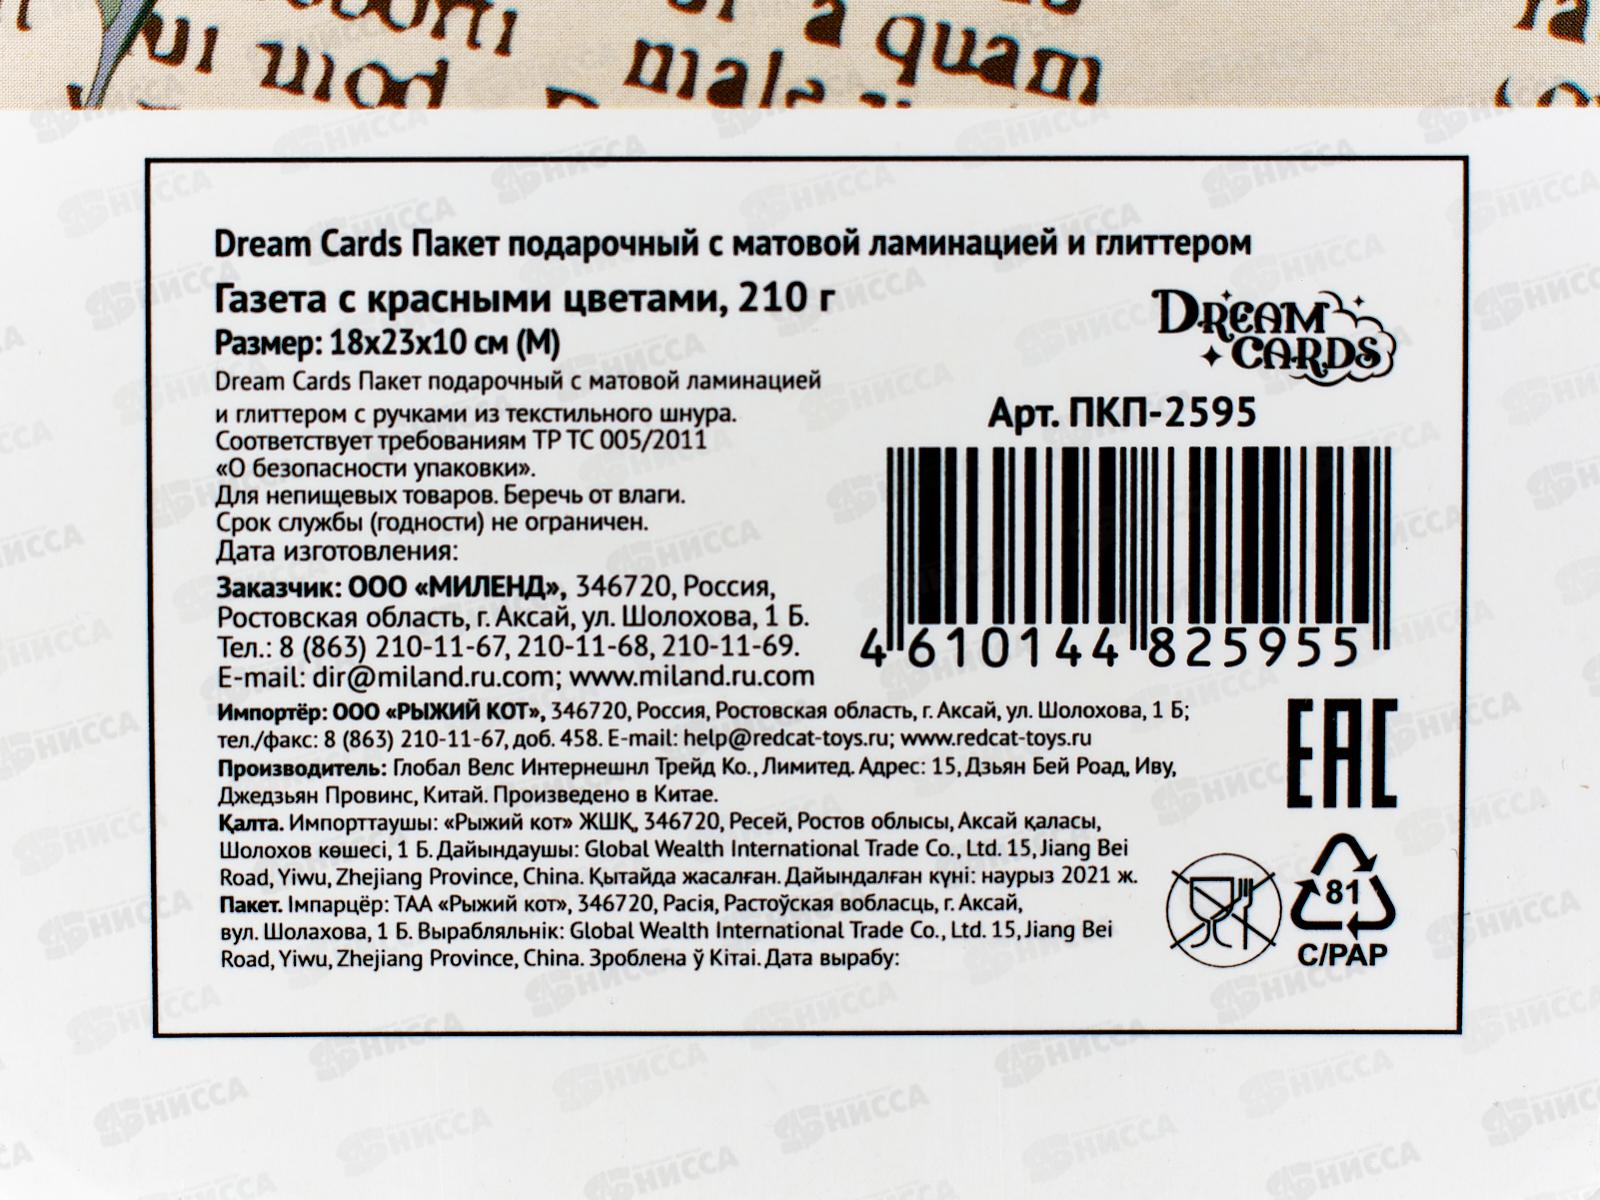 a quam
mod
Dream Cards Пакет подарочный с матовой ламинацией и глиттером
Газета с красными цветами, 210 г
Размер: 18х23х10 см (М)
DREAM
CARDS
Dream Cards Пакет подарочный с матовой ламинацией
и глиттером с ручками из текстильного шнура.
Соответствует требованиям ТР ТС 005/2011
«О безопасности упаковки».
Для непищевых товаров. Беречь от влаги.
Срок службы (годности) не ограничен.
Дата изготовления:
Арт. ПКП-2595
4 610144 825955
Заказчик: ООО «МИЛЕНД», 346720, Россия,
Ростовская область, г. Аксай, ул. Шолохова, 1 Б.
Тел.: 8 (863) 210-11-67, 210-11-68, 210-11-69.
E-mail: dir@miland.ru.com; www.miland.ru.com
Импортёр: ООО «РЫЖИЙ КОТ», 346720, Россия, Ростовская область, г. Аксай, ул. Шолохова, 1 Б;
тел./факс: 8 (863) 210-11-67, доб. 458. E-mail: help@redcat-toys.ru; www.redcat-toys.ru
Производитель: Глобал Велс Интернешнл Трейд Ко., Лимитед. Адрес: 15, Дзьян Бей Роад, Иву,
Джедзьян Провинс, Китай. Произведено в Китае.
Қалта. Импорттаушы: «Рыжий кот» ЖШҚ, 346720, Ресей, Ростов облысы, Аксай қаласы,
Шолохов көшесі, 1 Б. Дайындаушы: Global Wealth International Trade Co., Ltd. 15, Jiang Bei
Road, Yiwu, Zhejiang Province, China. Қытайда жасалған. Дайындалған күні: наурыз 2021 ж.
Пакет. Імпарцёр: ТАА «Рыжий кот», 346720, Расія, Растоўская вобласць, г. Аксай,
вул. Шолахова, 1 Б. Вырабляльнік: Global Wealth International Trade Co., Ltd. 15, Jiang Bei
Road, Yiwu, Zhejiang Province, China. Зроблена ў Кітаі. Дата вырабу:
EAC
81
C/PAP
НИССА